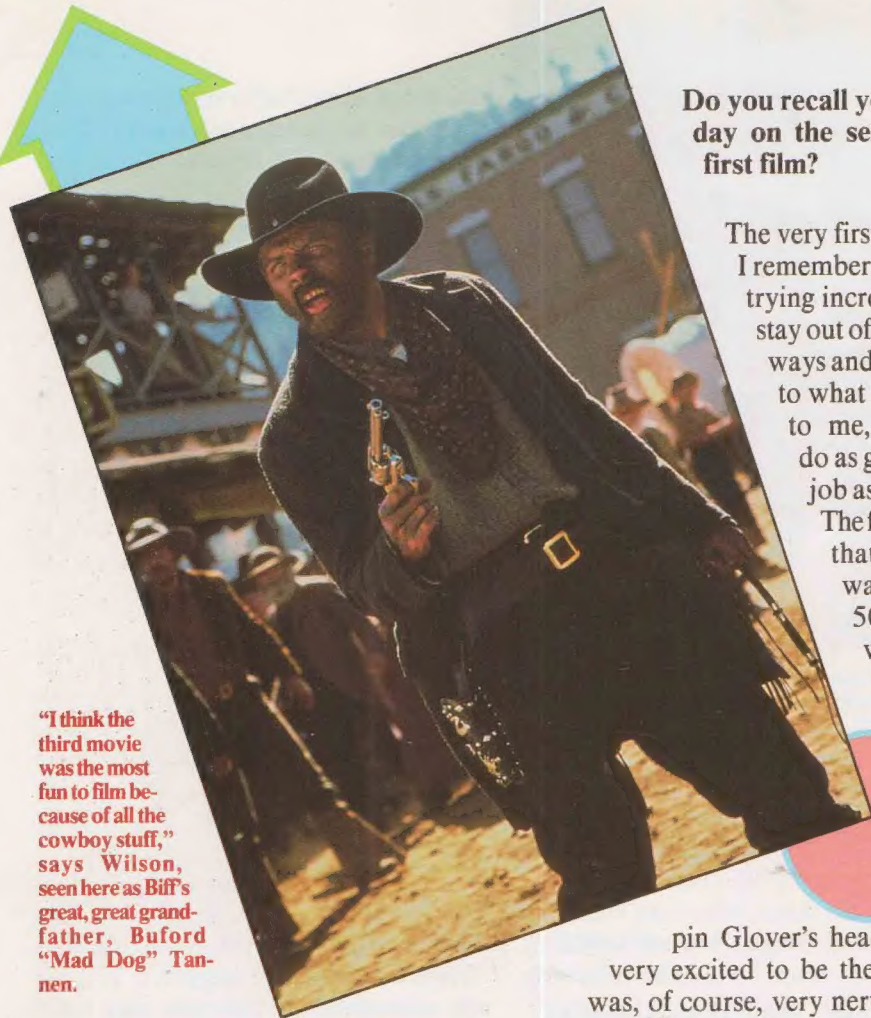 S FARGO & C
"I think the
third movie
was the most
fun to film be-
cause of all the
cowboy stuff,"
says Wilson,
seen here as Biff's
great, great grand-
father, Buford
"Mad Dog" Tan-
nen.
Do you recall y
day on the se
first film?
The very first
I remember
trying incre
stay out of
ways and
to what
to me,
do as g
job as
The f
that
wa
50
pin Glover's hea
very excited to be the
was, of course, very ner